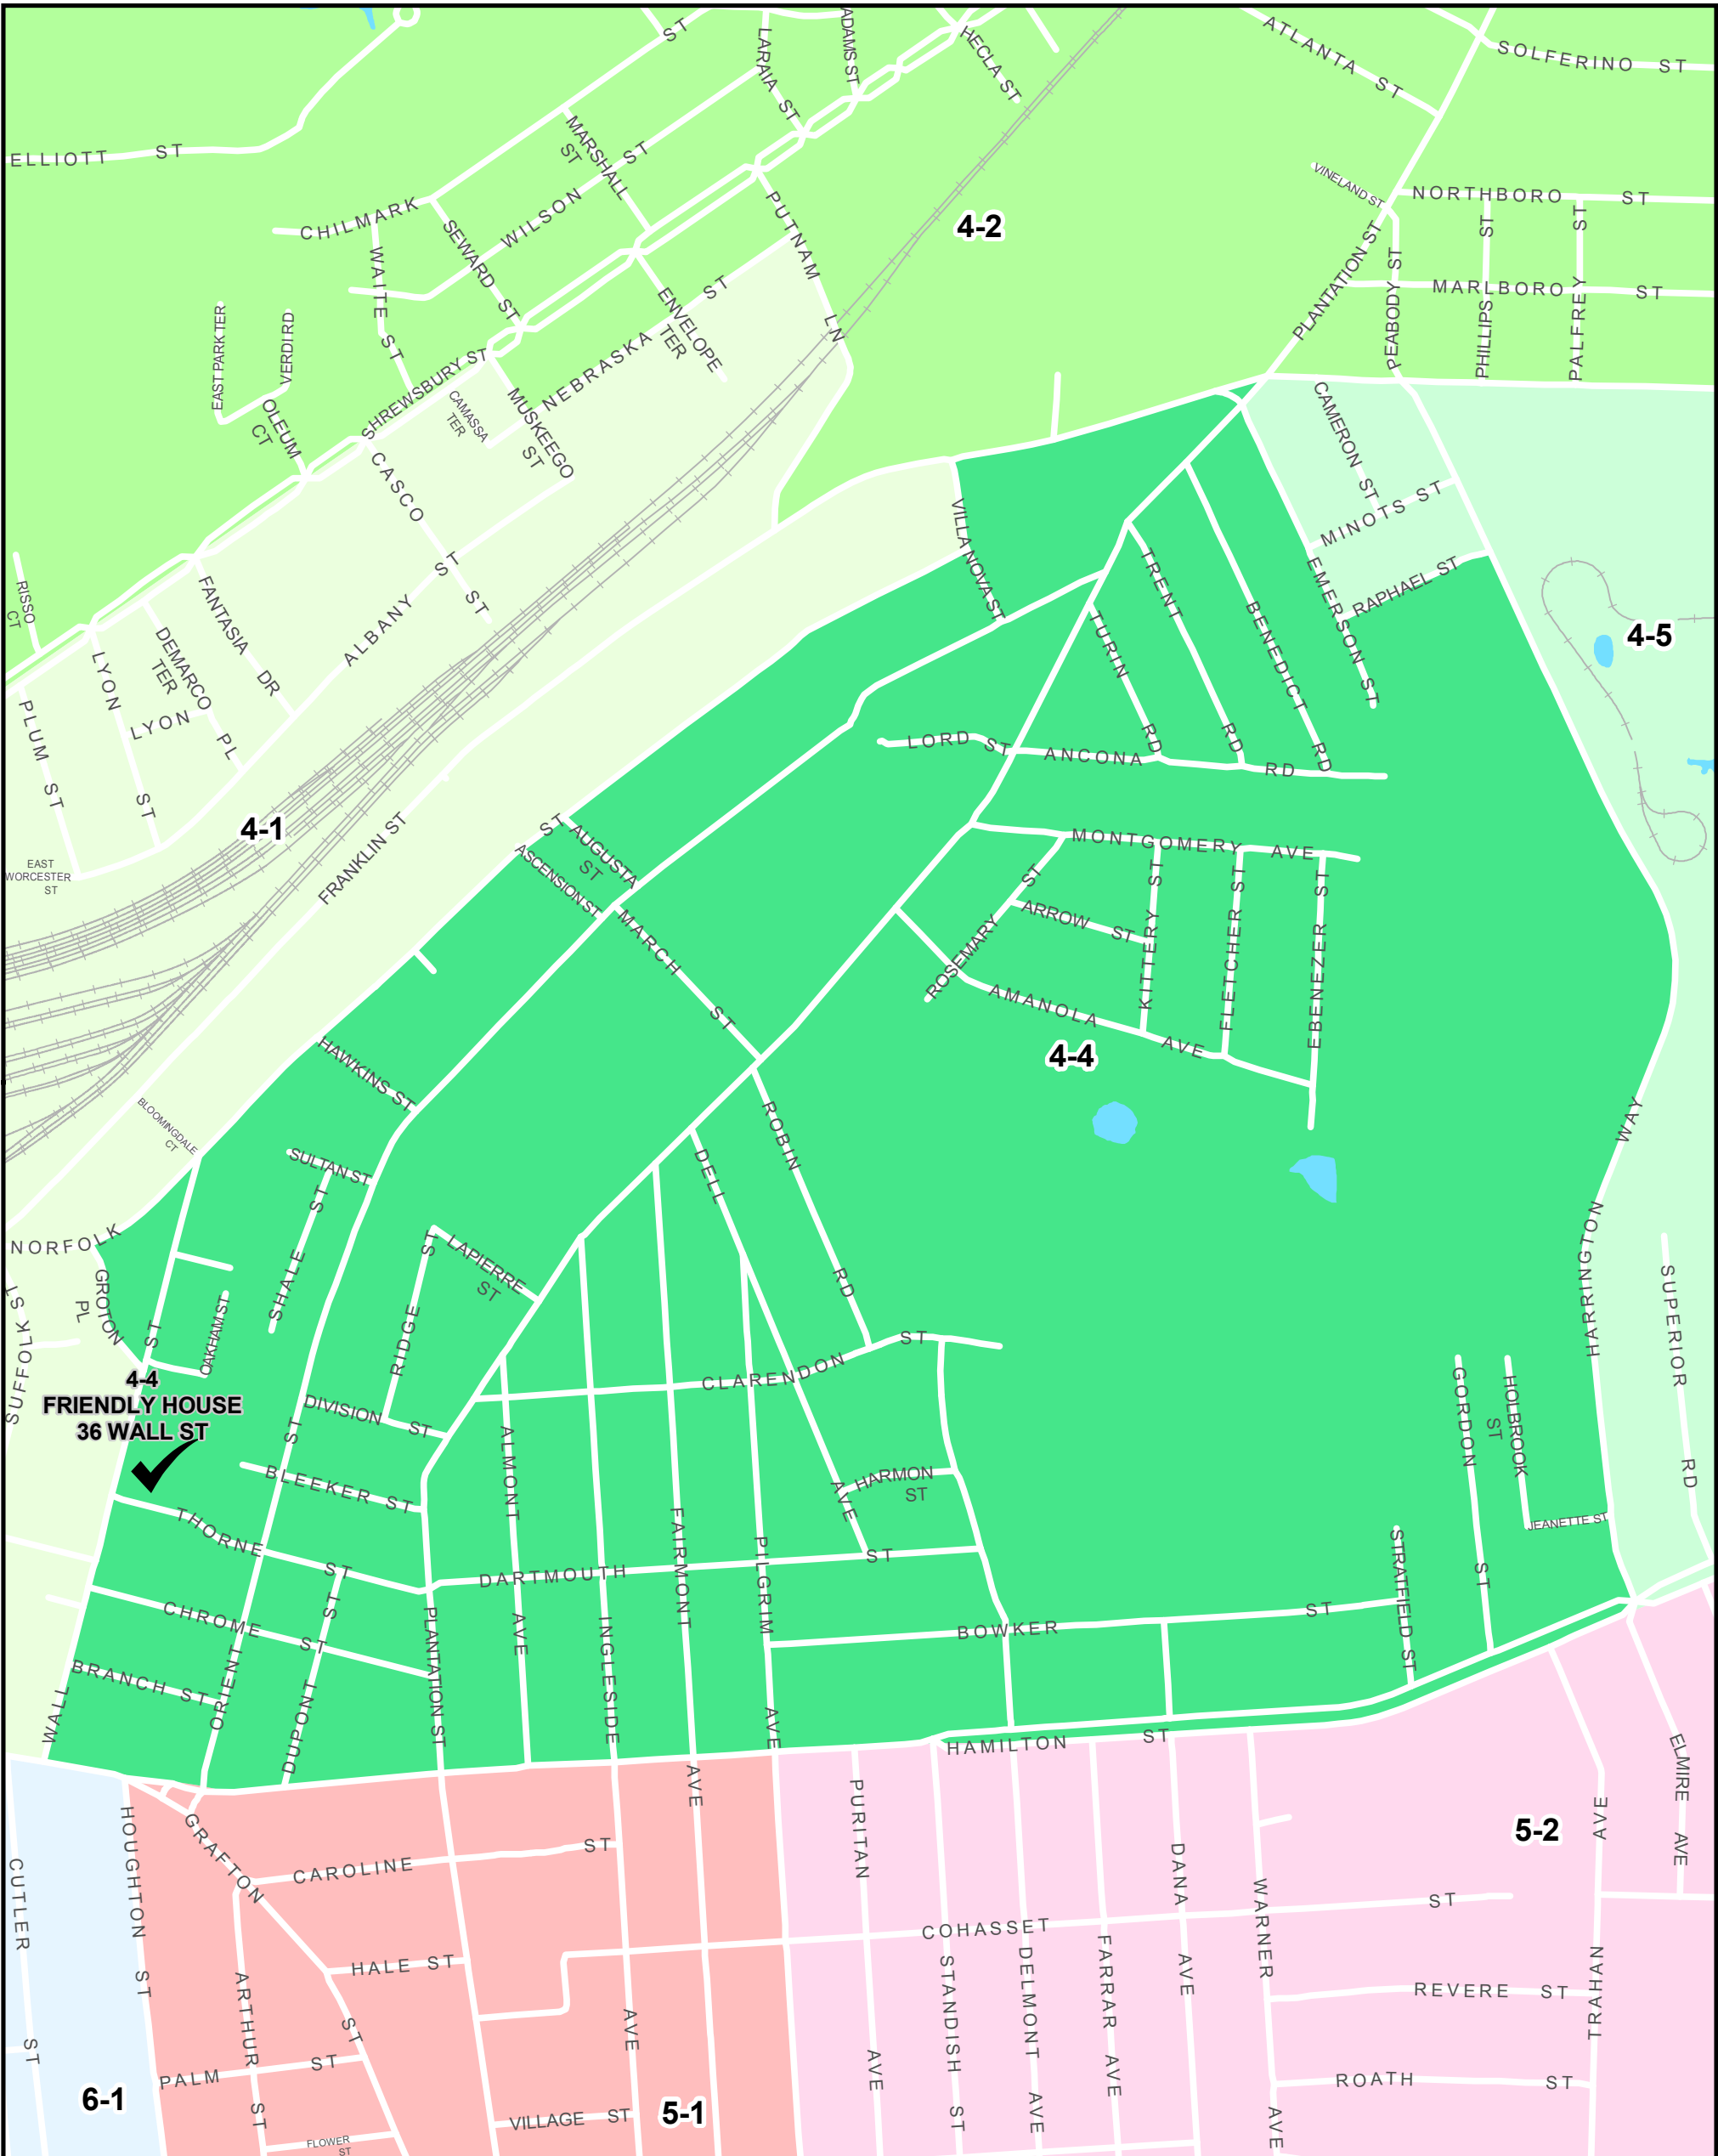 ELLIOTT ST
ST
LARAIA ST
ADAMS ST
HECLA ST
ATLANTA ST
SOLFERINO ST
MARSHALL
ST
WILSON ST
CHILMARK
SEWARD ST
WAITE ST
PUTNAM LN
4-2
VINELAND ST
NORTHBORO ST
PLANTATION ST
PEABODY ST
PHILLIPS ST
PALFREY ST
MARLBORO ST
EAST PARK TER
VERDI RD
OLEUM
CT
SHREWSBURY ST
NEBRASKA ST
ENVELOPE
TER
CAMASSA
TER
MUSKEEGO
ST
CASCO ST
ALBANY ST
CAMERON ST
MINOTS ST
RAPHAEL ST
EMERSON ST
VILLA NOVA ST
TRENT RD
BENEDICT RD
TURIN RD
4-5
RISSO
CT
FANTASIA DR
DEMARCO
TER
LYON ST
LYON PL
PLUM ST
4-1
EAST
WORCESTER
ST
FRANKLIN ST
LORD ST
ANCONA RD
MONTGOMERY AVE
ST
AUGUSTA
ST
ASCENSION ST
MARCH ST
ROSEMARY ST
ARROW ST
KITTERY ST
FLETCHER ST
EBENEZER ST
AMANOLA AVE
4-4
HAWKINS ST
BLOOMINGDALE
CT
SULTAN ST
SHALE ST
NORFOLK
GROTON
PL
SUFFOLK ST
OAKHAM ST
RIDGE ST
LAPIERRE
ST
DELL AVE
ROBIN RD
HARRINGTON WAY
SUPERIOR RD
4-4
FRIENDLY HOUSE
36 WALL ST
DIVISION ST
CLARENDON ST
BLEEKER ST
ALMONT AVE
HARMON
ST
GORDON ST
HOLBROOK
ST
JEANETTE ST
THORNE ST
DARTMOUTH ST
STRATFIELD ST
CHROME ST
BRANCH ST
WALL ST
ORIENT ST
DUPONT ST
PLANTATION ST
INGLESIDE AVE
FAIRMONT AVE
PILGRIM AVE
BOWKER ST
HAMILTON ST
ELMIRE AVE
5-2
CUTLER ST
HOUGHTON ST
GRAFTON ST
CAROLINE ST
PURITAN AVE
DANA AVE
WARNER AVE
TRAHAN AVE
COHASSET ST
HALE ST
ARTHUR ST
STANDISH ST
DELMONT AVE
FARRAR AVE
REVERE ST
PALM ST
6-1
5-1
VILLAGE ST
FLOWER
ST
ROATH ST